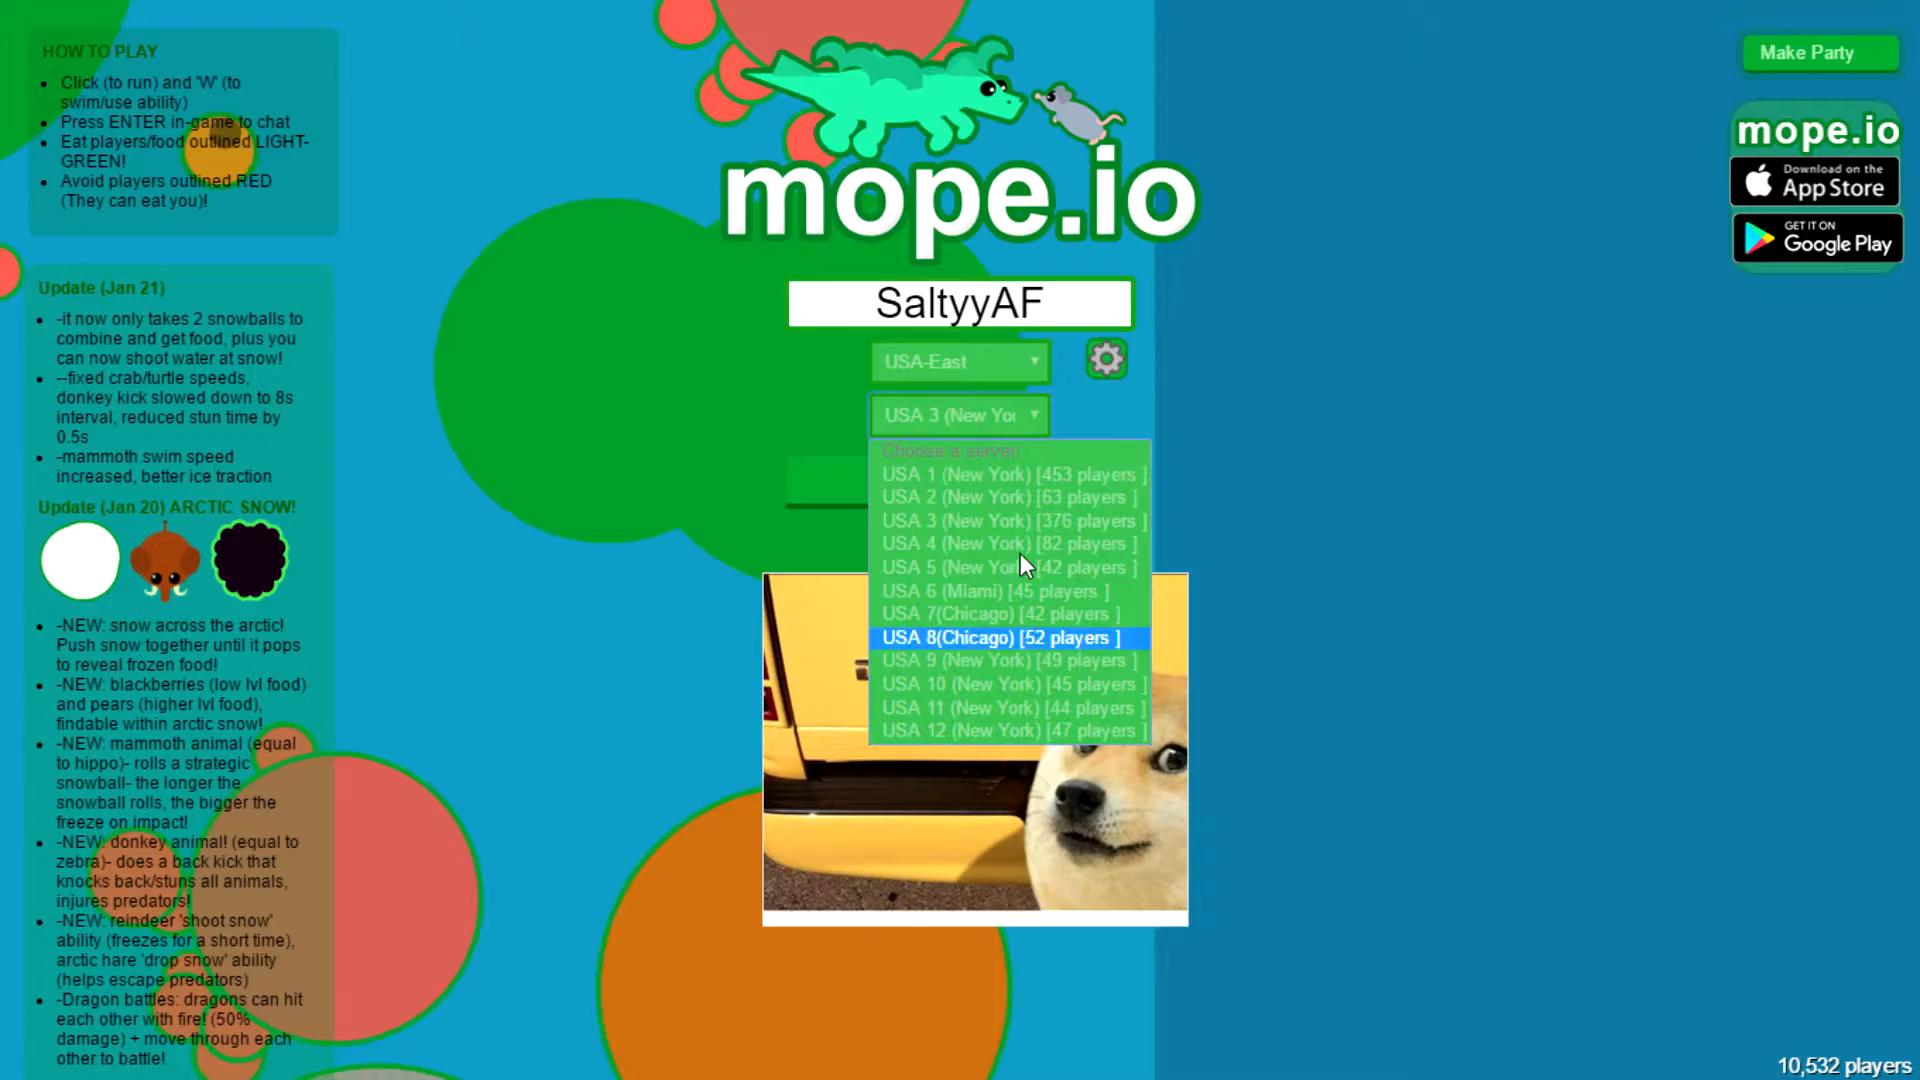 HOW TO PLAY
Click (to run) and 'W' (to
swim/use ability)
Press ENTER in-game to chat
Eat players/food outlined LIGHT-
GREEN!
Avoid players outlined RED
(They can eat you)!
Update (Jan 21)
-it now only takes 2 snowballs to
combine and get food, plus you
can now shoot water at snow!
--fixed crab/turtle speeds,
donkey kick slowed down to 8s
interval, reduced stun time by
0.5s
-mammoth swim speed
increased, better ice traction
Update (Jan 20) ARCTIC SNOW!
-NEW: snow across the arctic!
Push snow together until it pops
to reveal frozen food!
-NEW: blackberries (low lvl food)
and pears (higher lvl food),
findable within arctic snow!
-NEW: mammoth animal (equal
to hippo)- rolls a strategic
snowball- the longer the
snowball rolls, the bigger the
freeze on impact!
-NEW: donkey animal! (equal to
zebra)- does a back kick that
knocks back/stuns all animals,
injures predators!
-NEW: reindeer 'shoot snow'
ability (freezes for a short time),
arctic hare 'drop snow' ability
(helps escape predators)
-Dragon battles: dragons can hit
each other with fire! (50%
damage) + move through each
other to battle!
mope.io
SaltyyAF
USA-East
USA 3 (New Yor
Choose a server
USA 1 (New York) [453 players ]
USA 2 (New York) [63 players ]
USA 3 (New York) [376 players ]
USA 4 (New York) [82 players ]
USA 5 (New York) [42 players ]
USA 6 (Miami) [45 players ]
USA 7(Chicago) [42 players ]
USA 8(Chicago) [52 players ]
USA 9 (New York) [49 players ]
USA 10 (New York) [45 players ]
USA 11 (New York) [44 players ]
USA 12 (New York) [47 players ]
Make Party
mope.io
Download on the
App Store
GET IT ON
Google Play
10,532 players